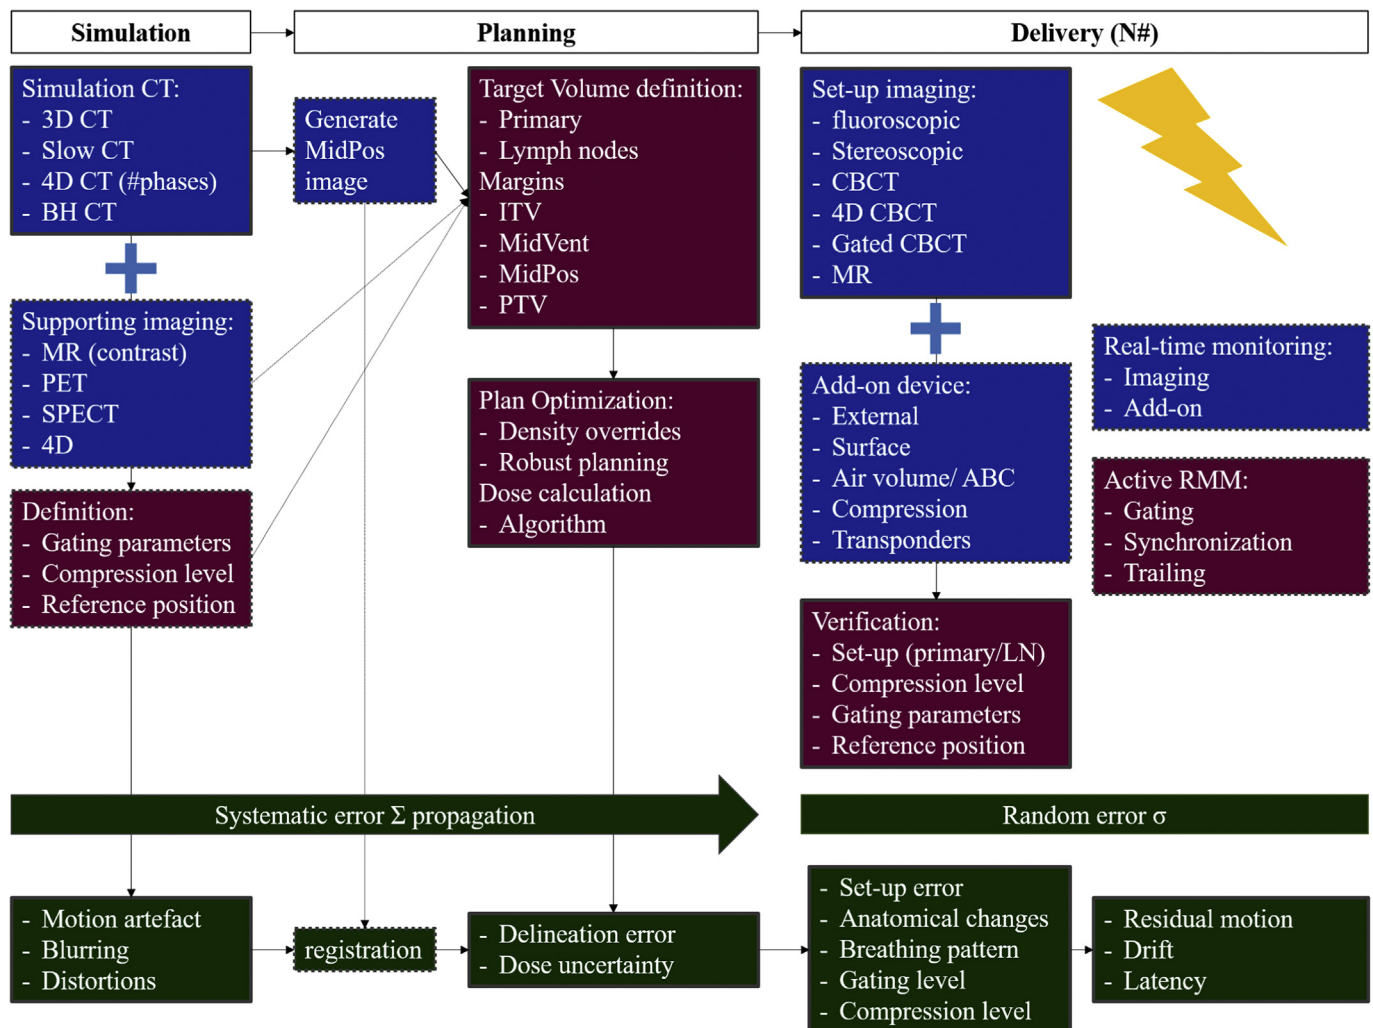 Simulation
Planning
Delivery (N#)
Simulation CT:
- 3D CT
- Slow CT
- 4D CT (#phases)
- BH CT
Supporting imaging:
- MR (contrast)
- PET
- SPECT
- 4D
Definition:
- Gating parameters
- Compression level
- Reference position
Generate
MidPos
image
Target Volume definition:
- Primary
- Lymph nodes
Margins
- ITV
- MidVent
- MidPos
- PTV
Plan Optimization:
- Density overrides
- Robust planning
Dose calculation
- Algorithm
Set-up imaging:
- fluoroscopic
- Stereoscopic
- CBCT
- 4D CBCT
- Gated CBCT
- MR
Add-on device:
- External
- Surface
- Air volume/ ABC
- Compression
- Transponders
Verification:
- Set-up (primary/LN)
- Compression level
- Gating parameters
- Reference position
Real-time monitoring:
- Imaging
- Add-on
Active RMM:
- Gating
- Synchronization
- Trailing
Systematic error Σ propagation
Random error σ
- Motion artefact
- Blurring
- Distortions
registration
- Delineation error
- Dose uncertainty
- Set-up error
- Anatomical changes
- Breathing pattern
- Gating level
- Compression level
- Residual motion
- Drift
- Latency